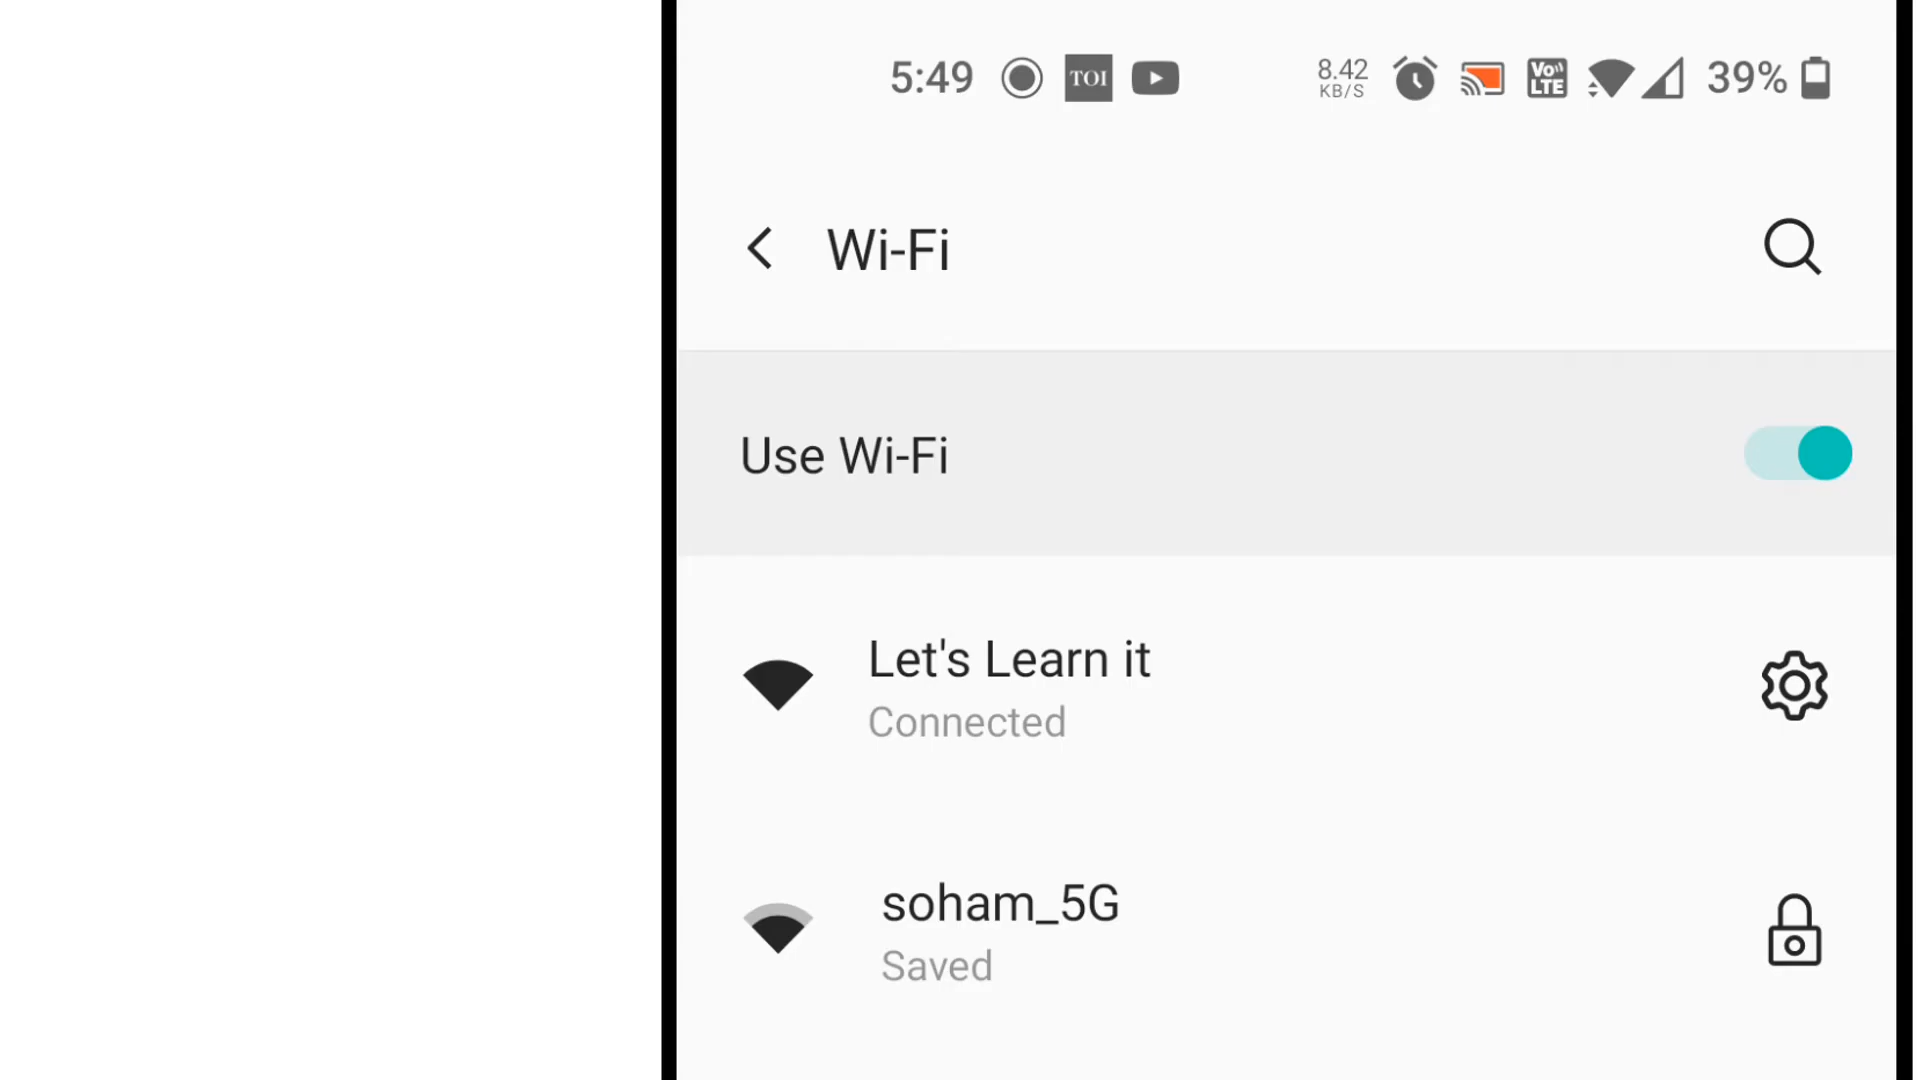 5:49 TOI 8.42 KB/S Vo LTE 39%
Wi-Fi
Use Wi-Fi
Let's Learn it
Connected
soham_5G
Saved